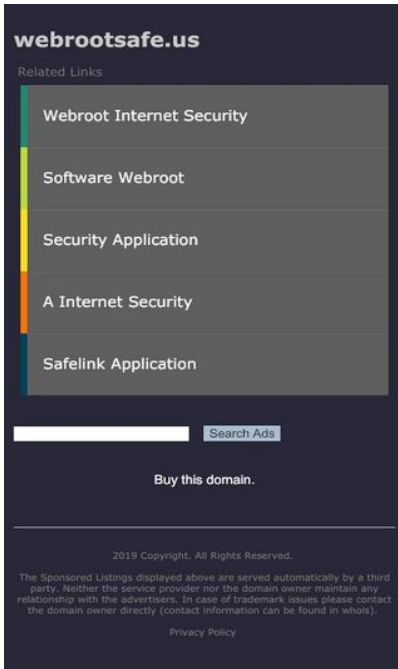 webrootsafe.us
Related Links
Webroot Internet Security
Software Webroot
Security Application
A Internet Security
Safelink Application
Search Ads
Buy this domain.
2019 Copyright. All Rights Reserved.
The Sponsored Listings displayed above are served automatically by a third
party. Neither the service provider nor the domain owner maintain any
relationship with the advertisers. In case of trademark issues please contact
the domain owner directly (contact information can be found in whois).
Privacy Policy